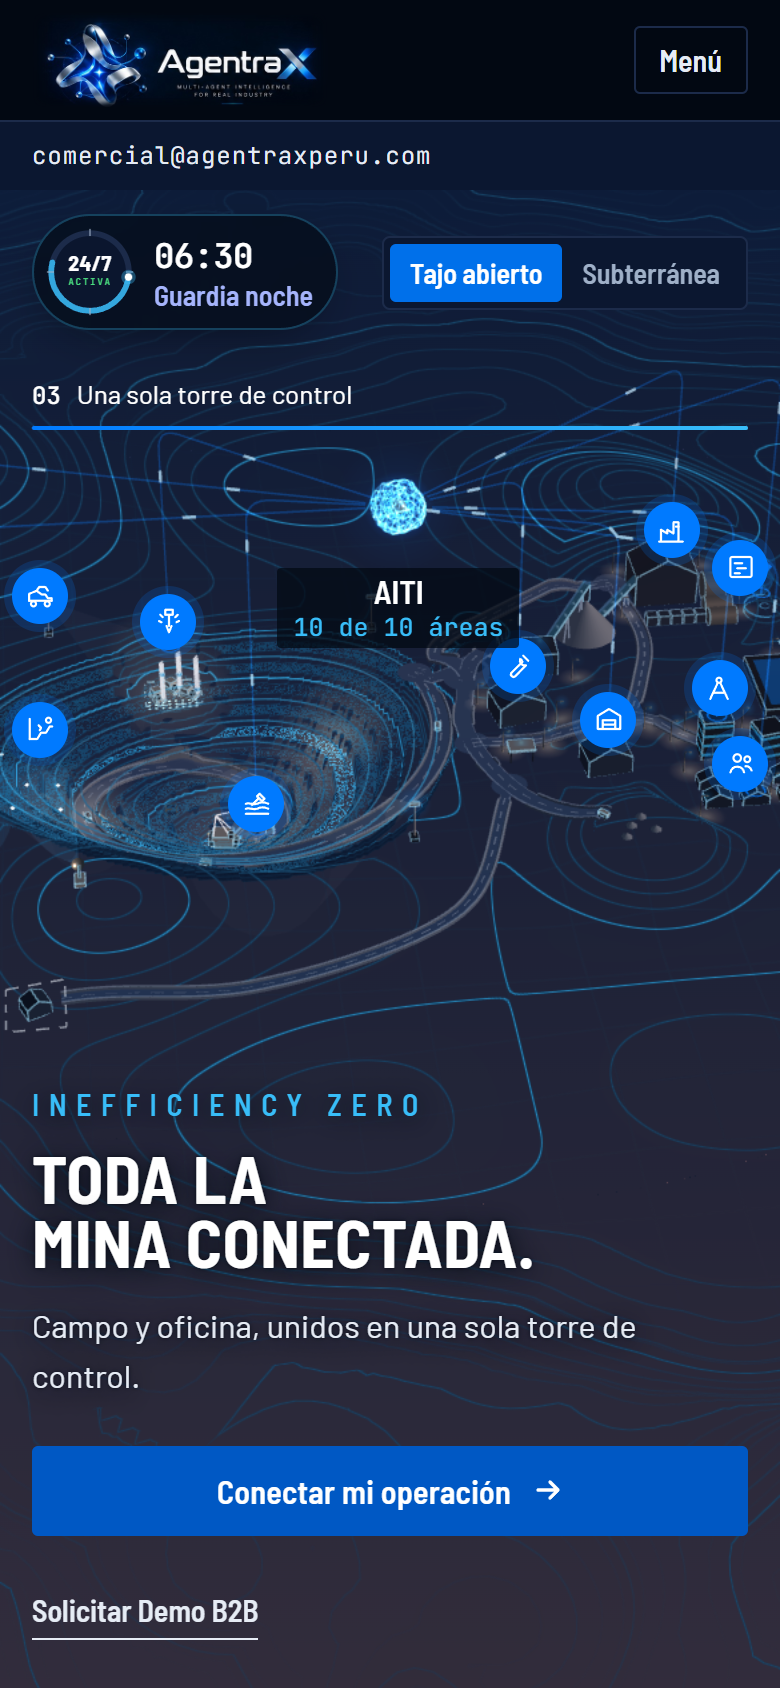 AgentraX
MULTI-AGENT INTELLIGENCE
FOR REAL INDUSTRY
Menú
comercial@agentraxperu.com
24/7
ACTIVA
06:30
Guardia noche
Tajo abierto
Subterránea
03 Una sola torre de control
AITI
10 de 10 áreas
INEFFICIENCY ZERO
TODA LA
MINA CONECTADA.
Campo y oficina, unidos en una sola torre de
control.
Conectar mi operación →
Solicitar Demo B2B